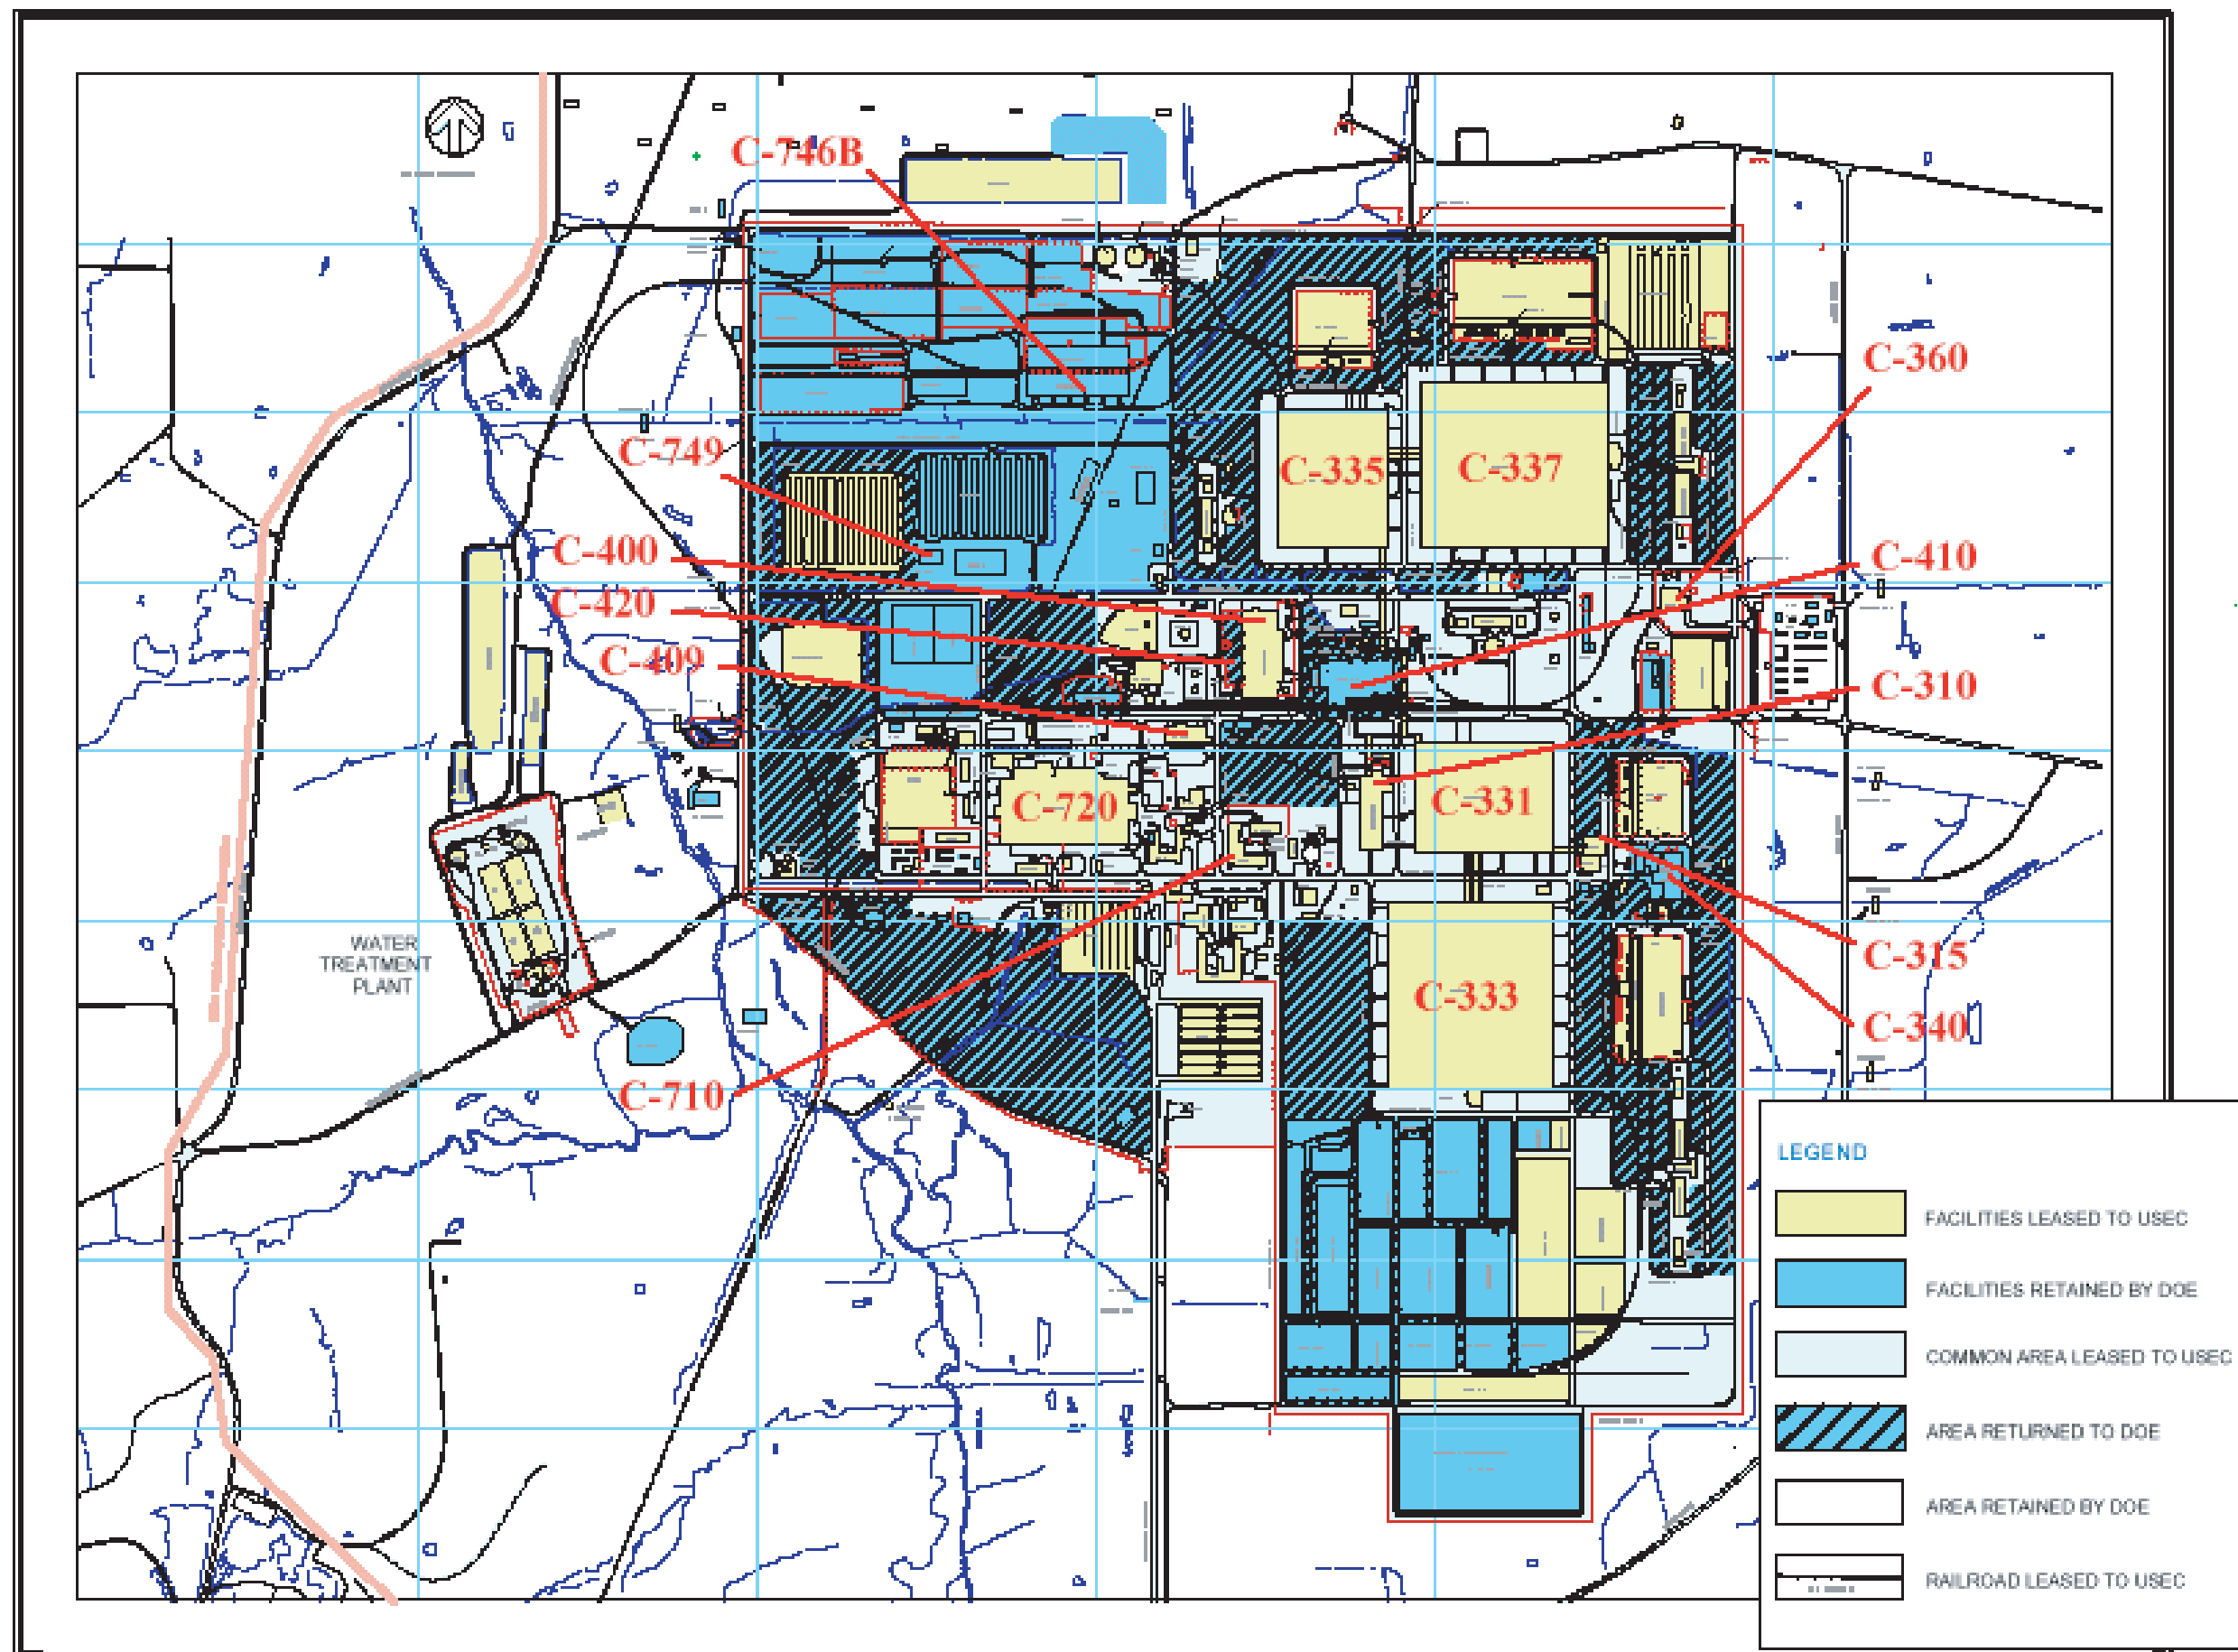 C-746B
C-360
C-749
C-335
C-337
C-400
C-410
C-420
C-409
C-310
C-720
C-331
WATER
TREATMENT
PLANT
C-315
C-333
C-340
C-710
LEGEND
FACILITIES LEASED TO USEC
FACILITIES RETAINED BY DOE
COMMON AREA LEASED TO USEC
AREA RETURNED TO DOE
AREA RETAINED BY DOE
RAILROAD LEASED TO USEC